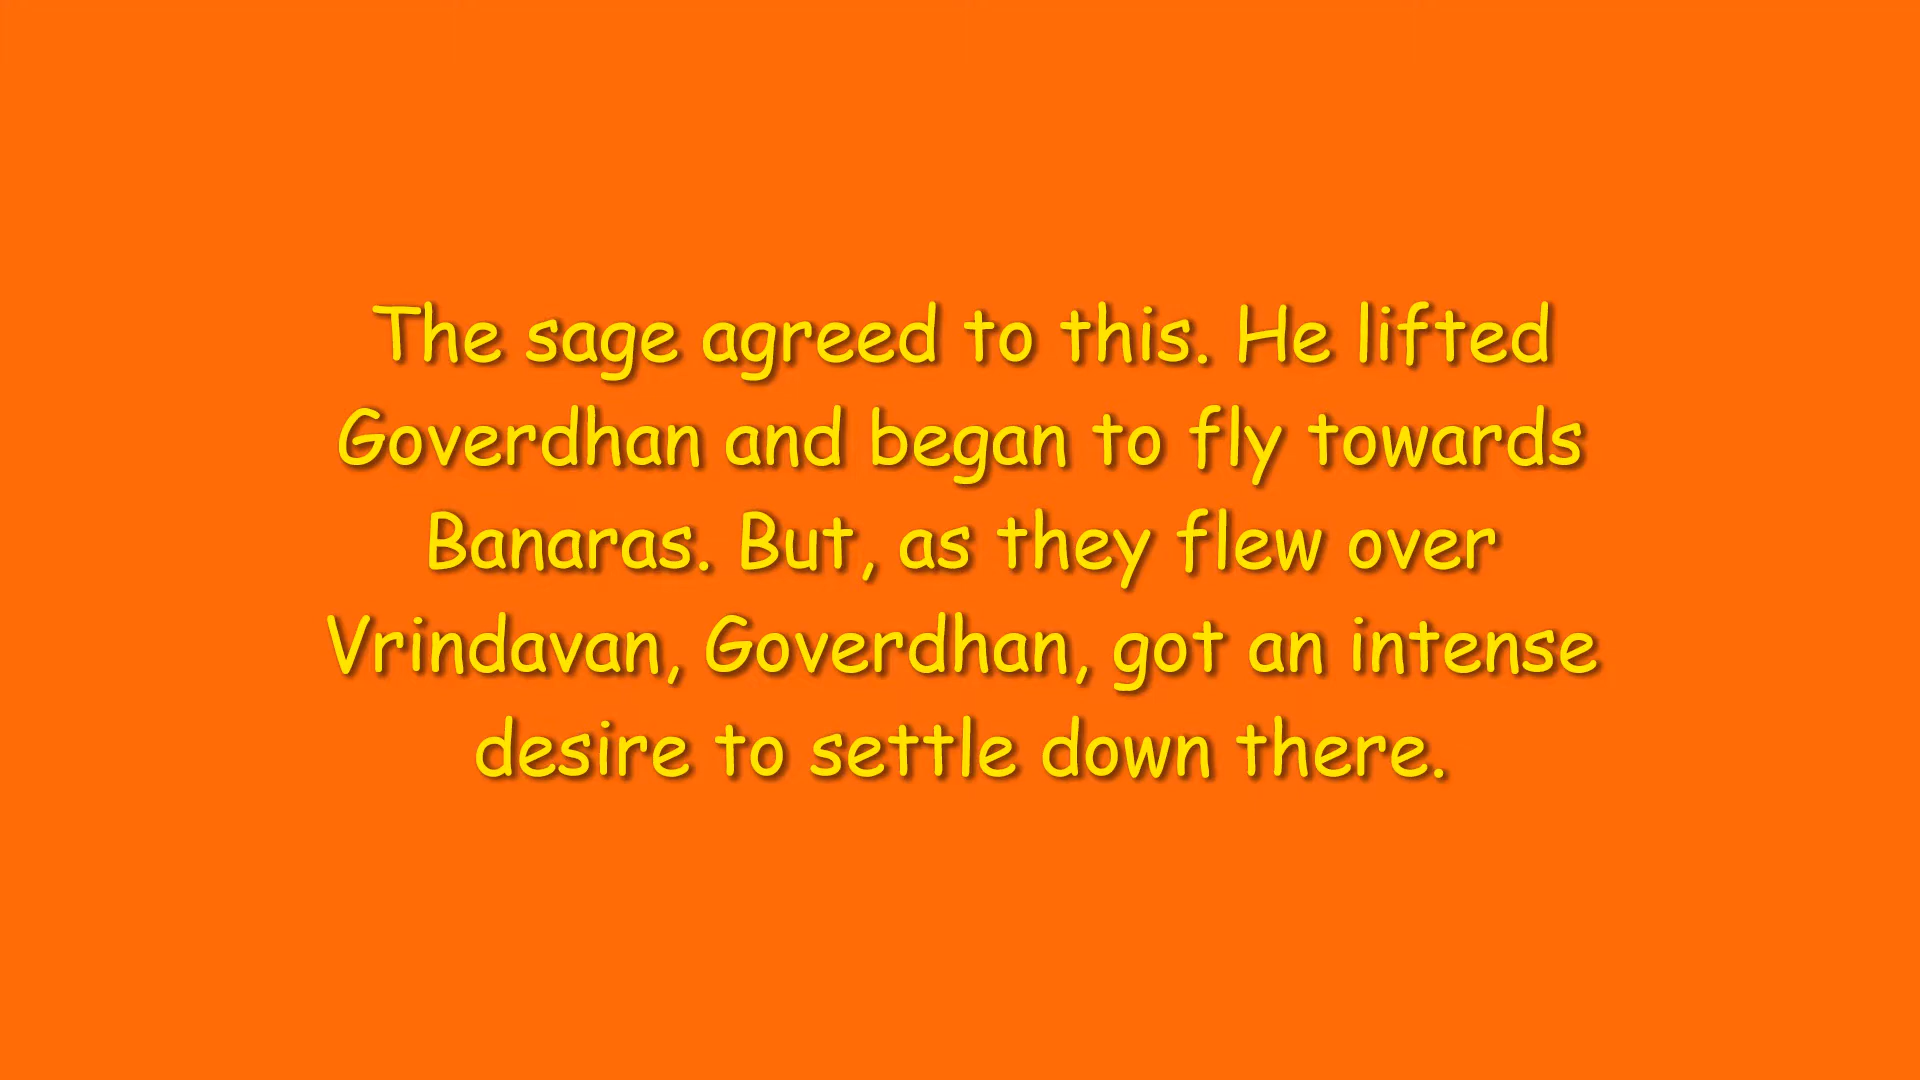 The sage agreed to this. He lifted
Goverdhan and began to fly towards
Banaras. But, as they flew over
Vrindavan, Goverdhan, got an intense
desire to settle down there.